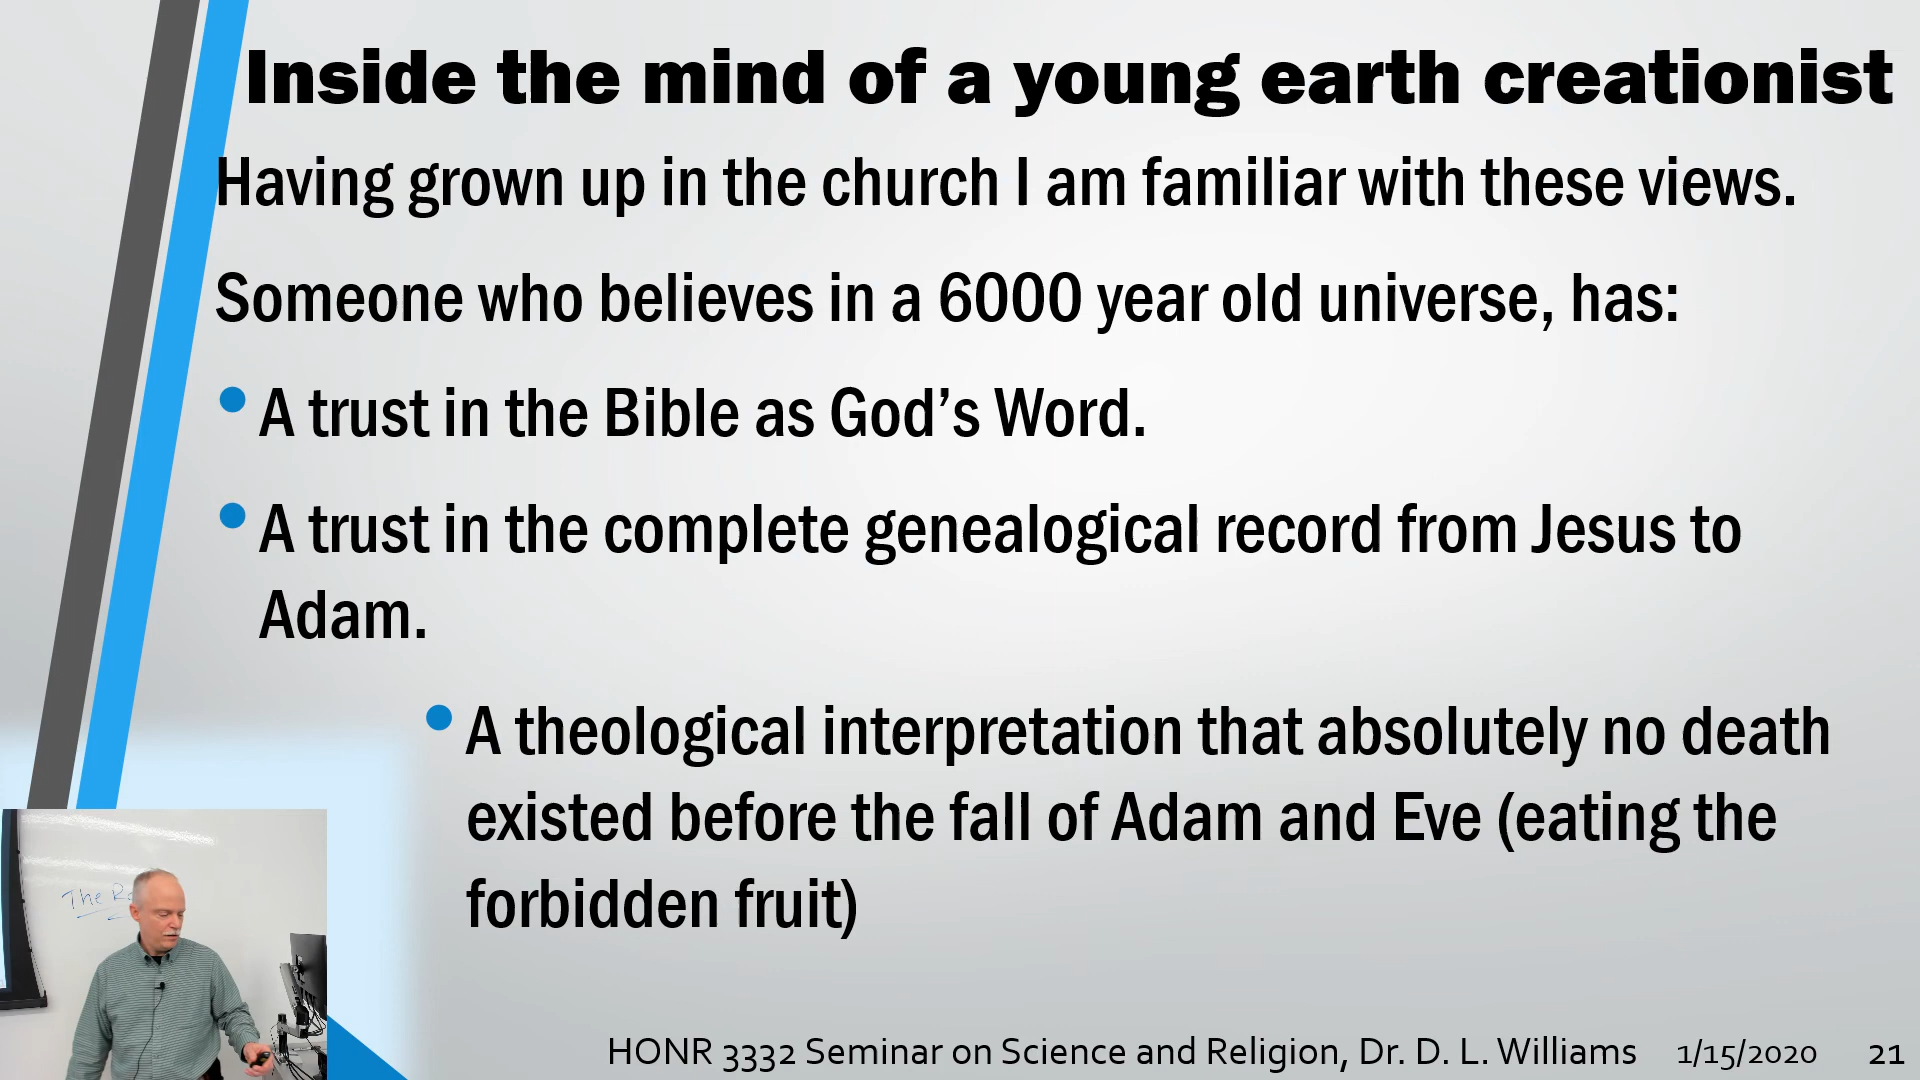 Inside the mind of a young earth creationist
Having grown up in the church I am familiar with these views.
Someone who believes in a 6000 year old universe, has:
• A trust in the Bible as God’s Word.
• A trust in the complete genealogical record from Jesus to
Adam.
• A theological interpretation that absolutely no death
existed before the fall of Adam and Eve (eating the
forbidden fruit)
The
HONR 3332 Seminar on Science and Religion, Dr. D. L. Williams 1/15/2020 21